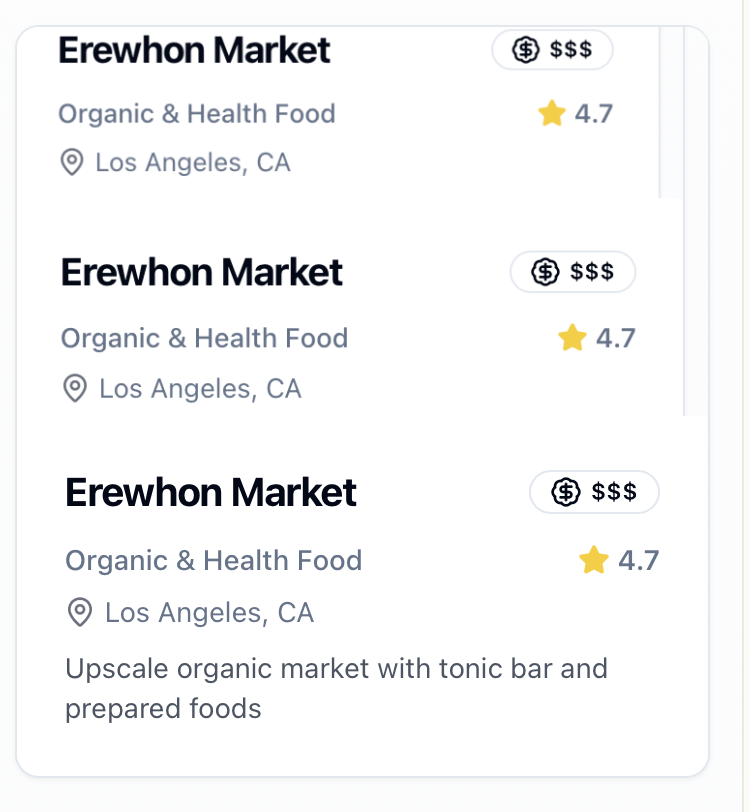 Erewhon Market $$$
Organic & Health Food 4.7
Los Angeles, CA
Erewhon Market $$$
Organic & Health Food 4.7
Los Angeles, CA
Erewhon Market $$$
Organic & Health Food 4.7
Los Angeles, CA
Upscale organic market with tonic bar and
prepared foods